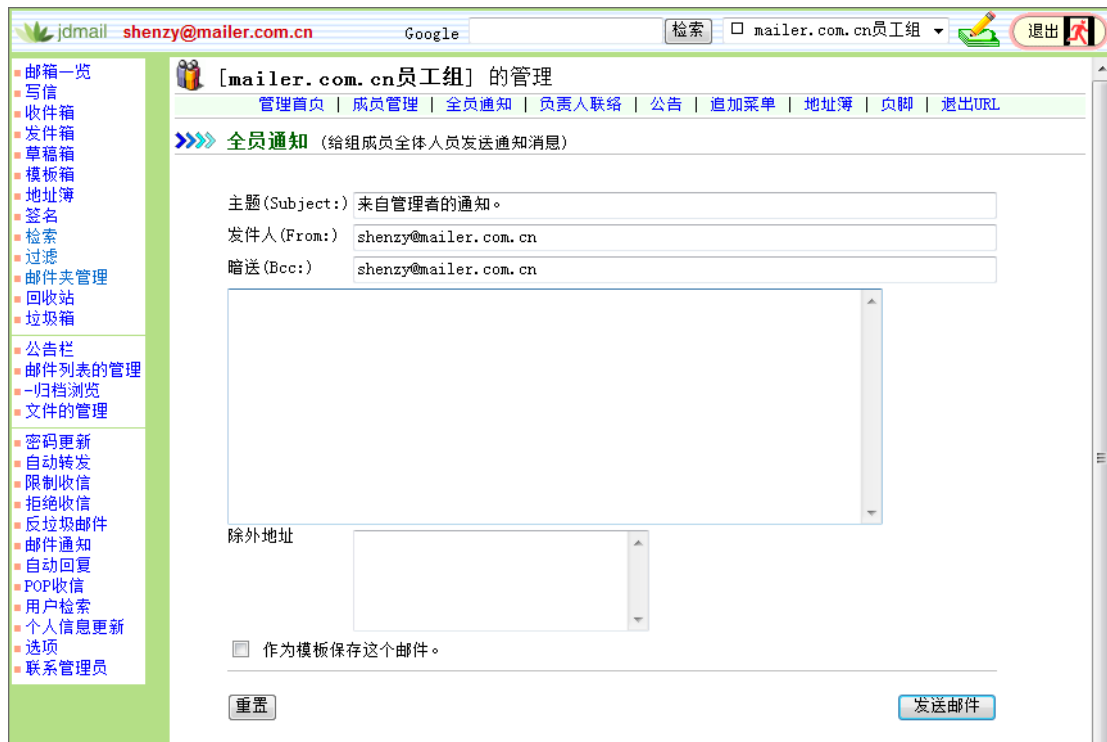 jdmail shenzy@mailer.com.cn Google 检索 mailer.com.cn员工组 退出
邮箱一览
写信
收件箱
发件箱
草稿箱
模板箱
地址簿
签名
检索
过滤
邮件夹管理
回收站
垃圾箱
公告栏
邮件列表的管理
-归档浏览
文件的管理
密码更新
自动转发
限制收信
拒绝收信
反垃圾邮件
邮件通知
自动回复
POP收信
用户检索
个人信息更新
选项
联系管理员
[mailer.com.cn员工组] 的管理
管理首页 | 成员管理 | 全员通知 | 负责人联络 | 公告 | 追加菜单 | 地址簿 | 页脚 | 退出URL
全员通知 (给组成员全体人员发送通知消息)
主题(Subject:) 来自管理者的通知。
发件人(From:) shenzy@mailer.com.cn
暗送(Bcc:) shenzy@mailer.com.cn
除外地址
作为模板保存这个邮件。
重置 发送邮件